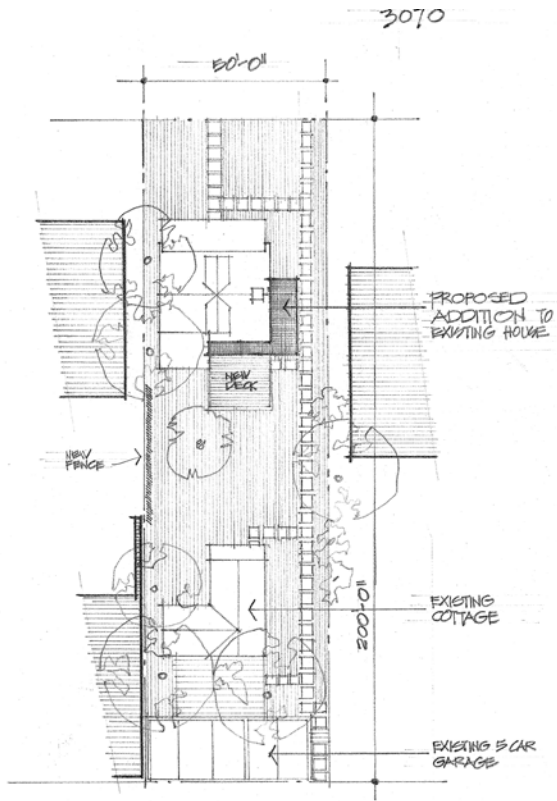 3070
50'-0"
PROPOSED
ADDITION TO
EXISTING HOUSE
NEW
DECK
NEW
FENCE
200'-0"
EXISTING
COTTAGE
EXISTING 5 CAR
GARAGE